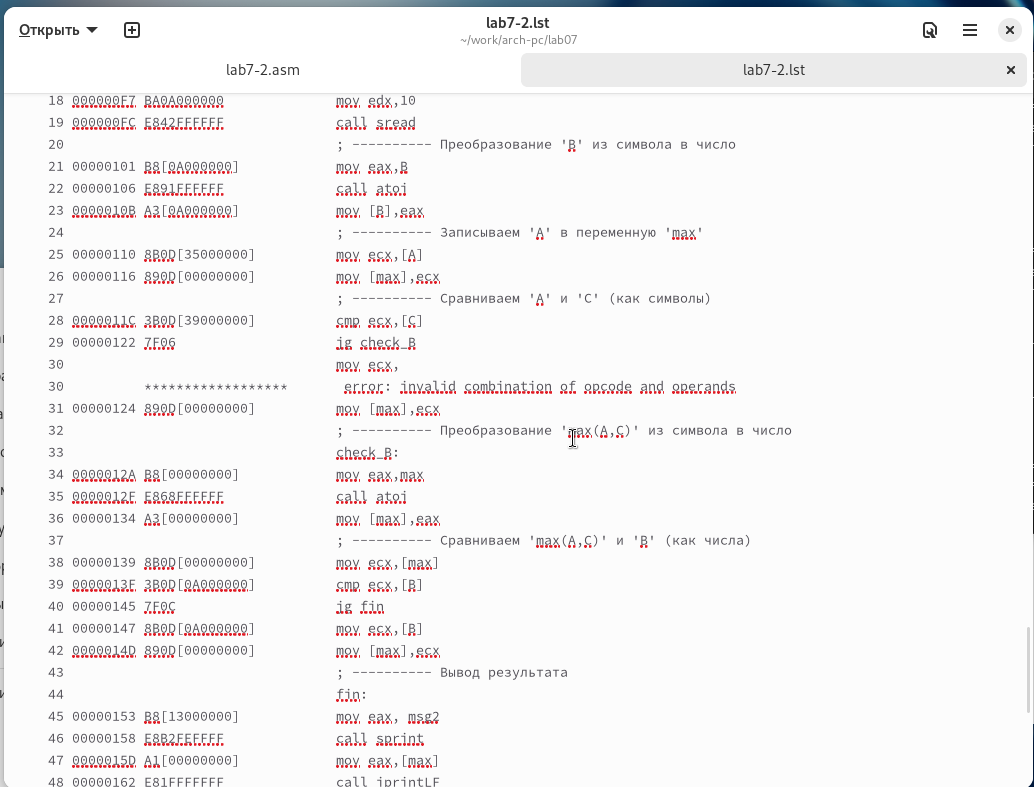 Открыть
lab7-2.lst
~/work/arch-pc/lab07
lab7-2.asm
lab7-2.lst
18 000000F7 BA0A000000 mov edx,10
19 000000FC E842FFFFFF call sread
20 ; ---------- Преобразование 'B' из символа в число
21 00000101 B8[0A000000] mov eax,B
22 00000106 E891FFFFFF call atoi
23 0000010B A3[0A000000] mov [B],eax
24 ; ---------- Записываем 'A' в переменную 'max'
25 00000110 8B0D[35000000] mov ecx,[A]
26 00000116 890D[00000000] mov [max],ecx
27 ; ---------- Сравниваем 'A' и 'C' (как символы)
28 0000011C 3B0D[39000000] cmp ecx,[C]
29 00000122 7F06 jg check_B
30 mov ecx,
30 ****************** error: invalid combination of opcode and operands
31 00000124 890D[00000000] mov [max],ecx
32 ; ---------- Преобразование 'max(A,C)' из символа в число
33 check_B:
34 0000012A B8[00000000] mov eax,max
35 0000012F E868FFFFFF call atoi
36 00000134 A3[00000000] mov [max],eax
37 ; ---------- Сравниваем 'max(A,C)' и 'B' (как числа)
38 00000139 8B0D[00000000] mov ecx,[max]
39 0000013F 3B0D[0A000000] cmp ecx,[B]
40 00000145 7F0C jg fin
41 00000147 8B0D[0A000000] mov ecx,[B]
42 0000014D 890D[00000000] mov [max],ecx
43 ; ---------- Вывод результата
44 fin:
45 00000153 B8[13000000] mov eax, msg2
46 00000158 E8B2FEFFFF call sprint
47 0000015D A1[00000000] mov eax,[max]
48 00000162 E81FFFFFFF call iprintLF